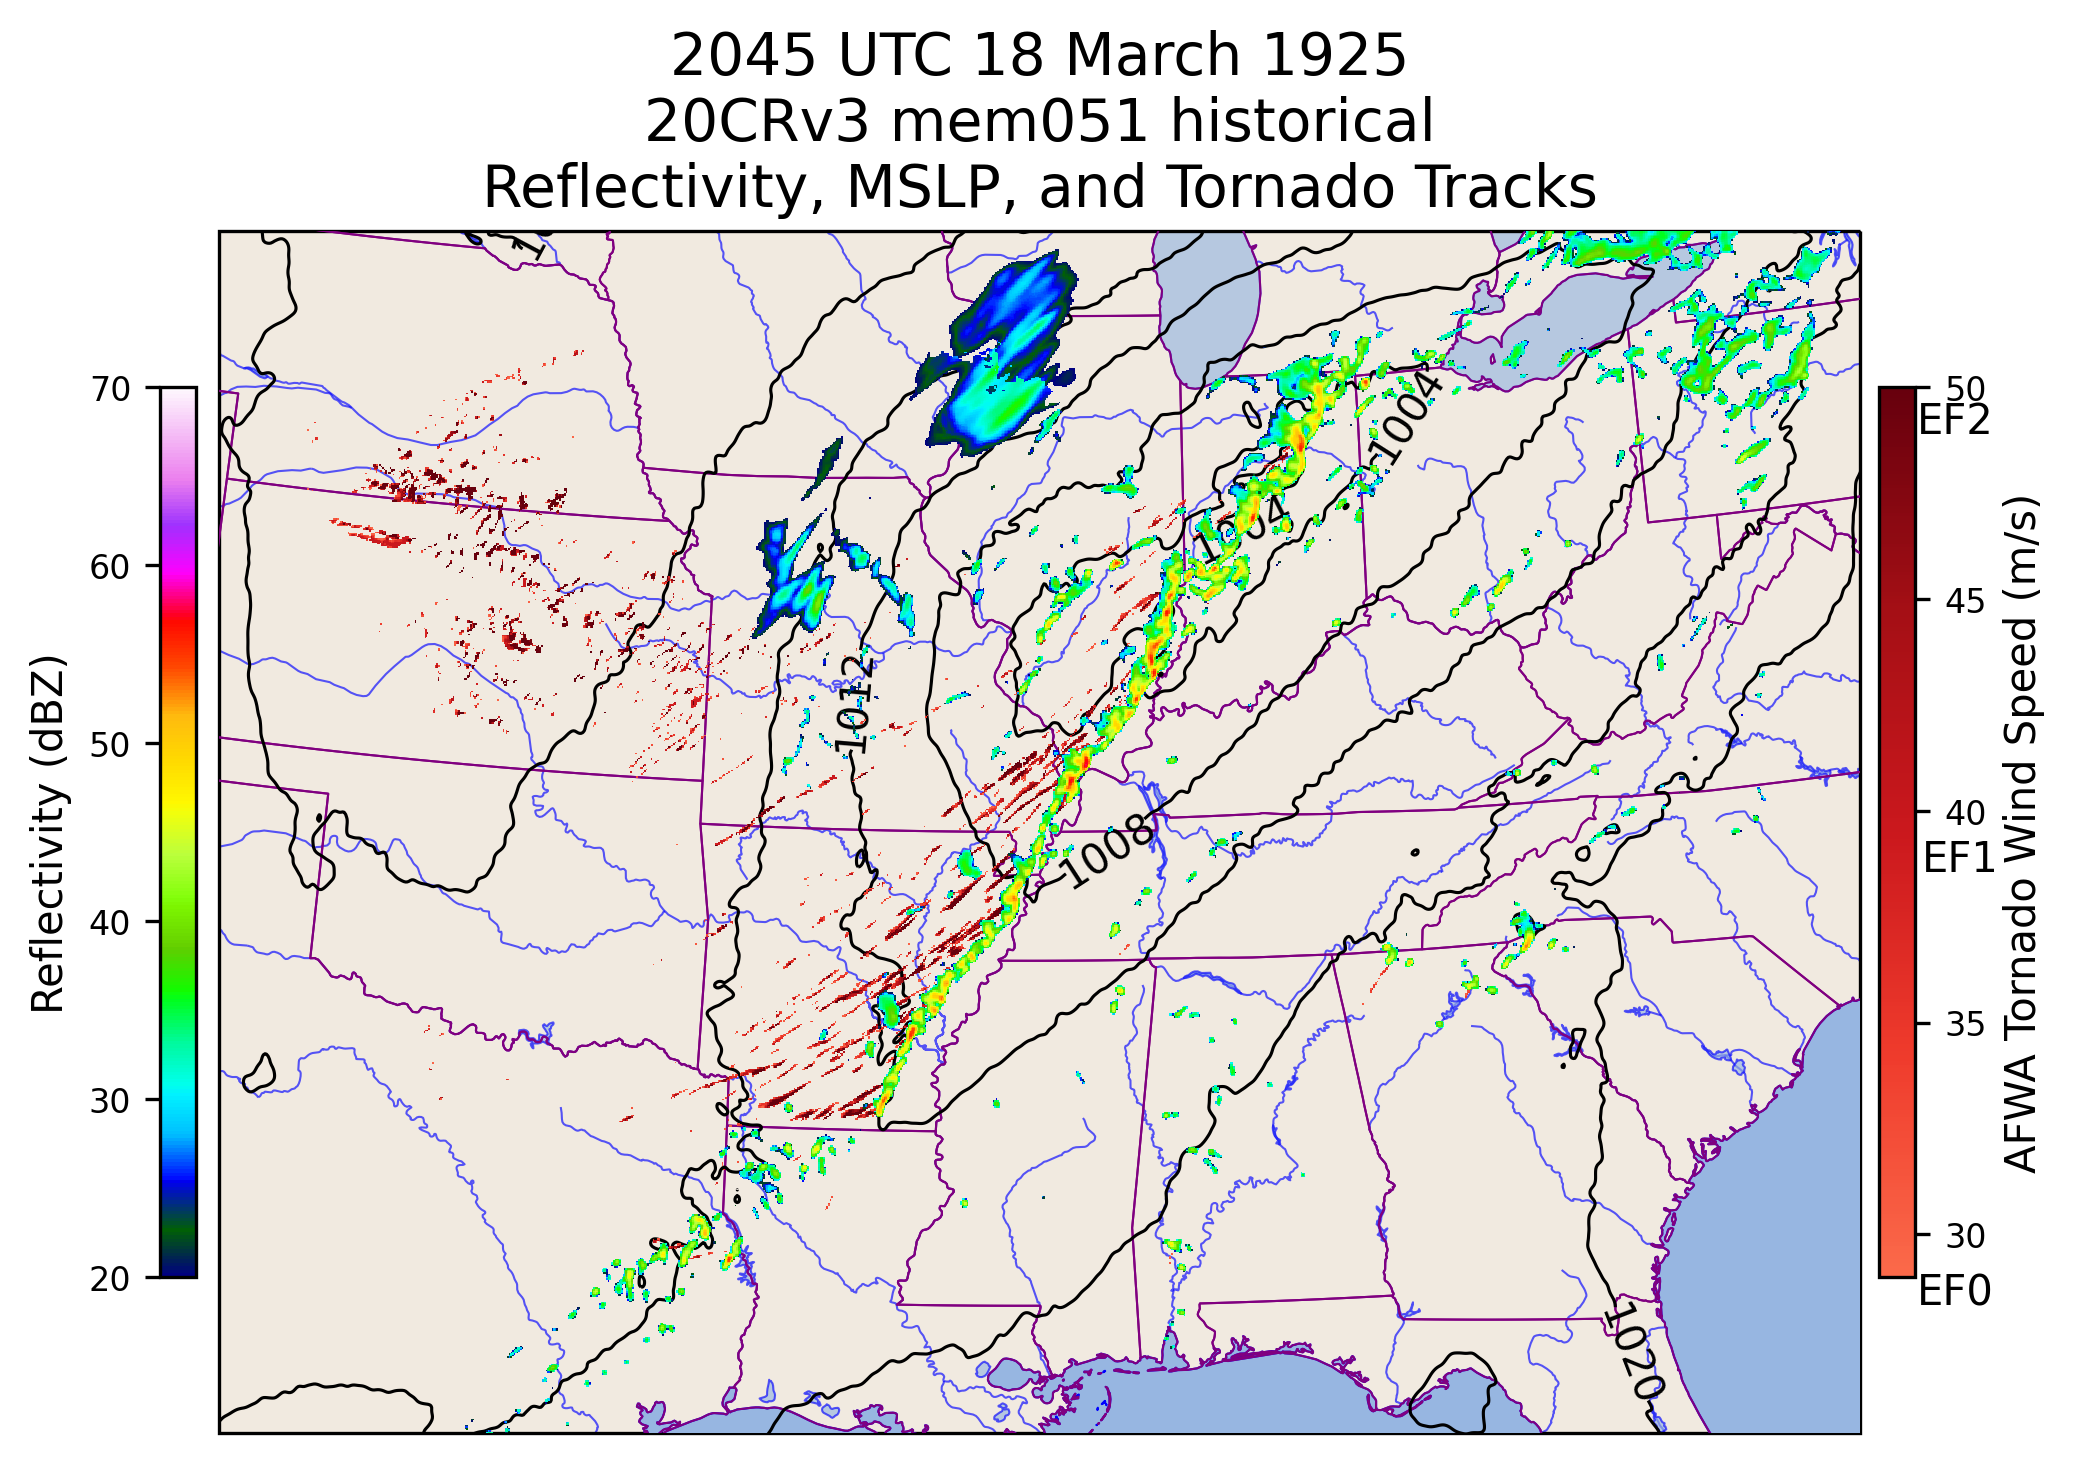 2045 UTC 18 March 1925
20CRv3 mem051 historical
Reflectivity, MSLP, and Tornado Tracks
70
60
50
40
30
20
Reflectivity (dBZ)
1004
1004
1012
1008
1020
50
EF2
45
40
EF1
35
30
EF0
AFWA Tornado Wind Speed (m/s)